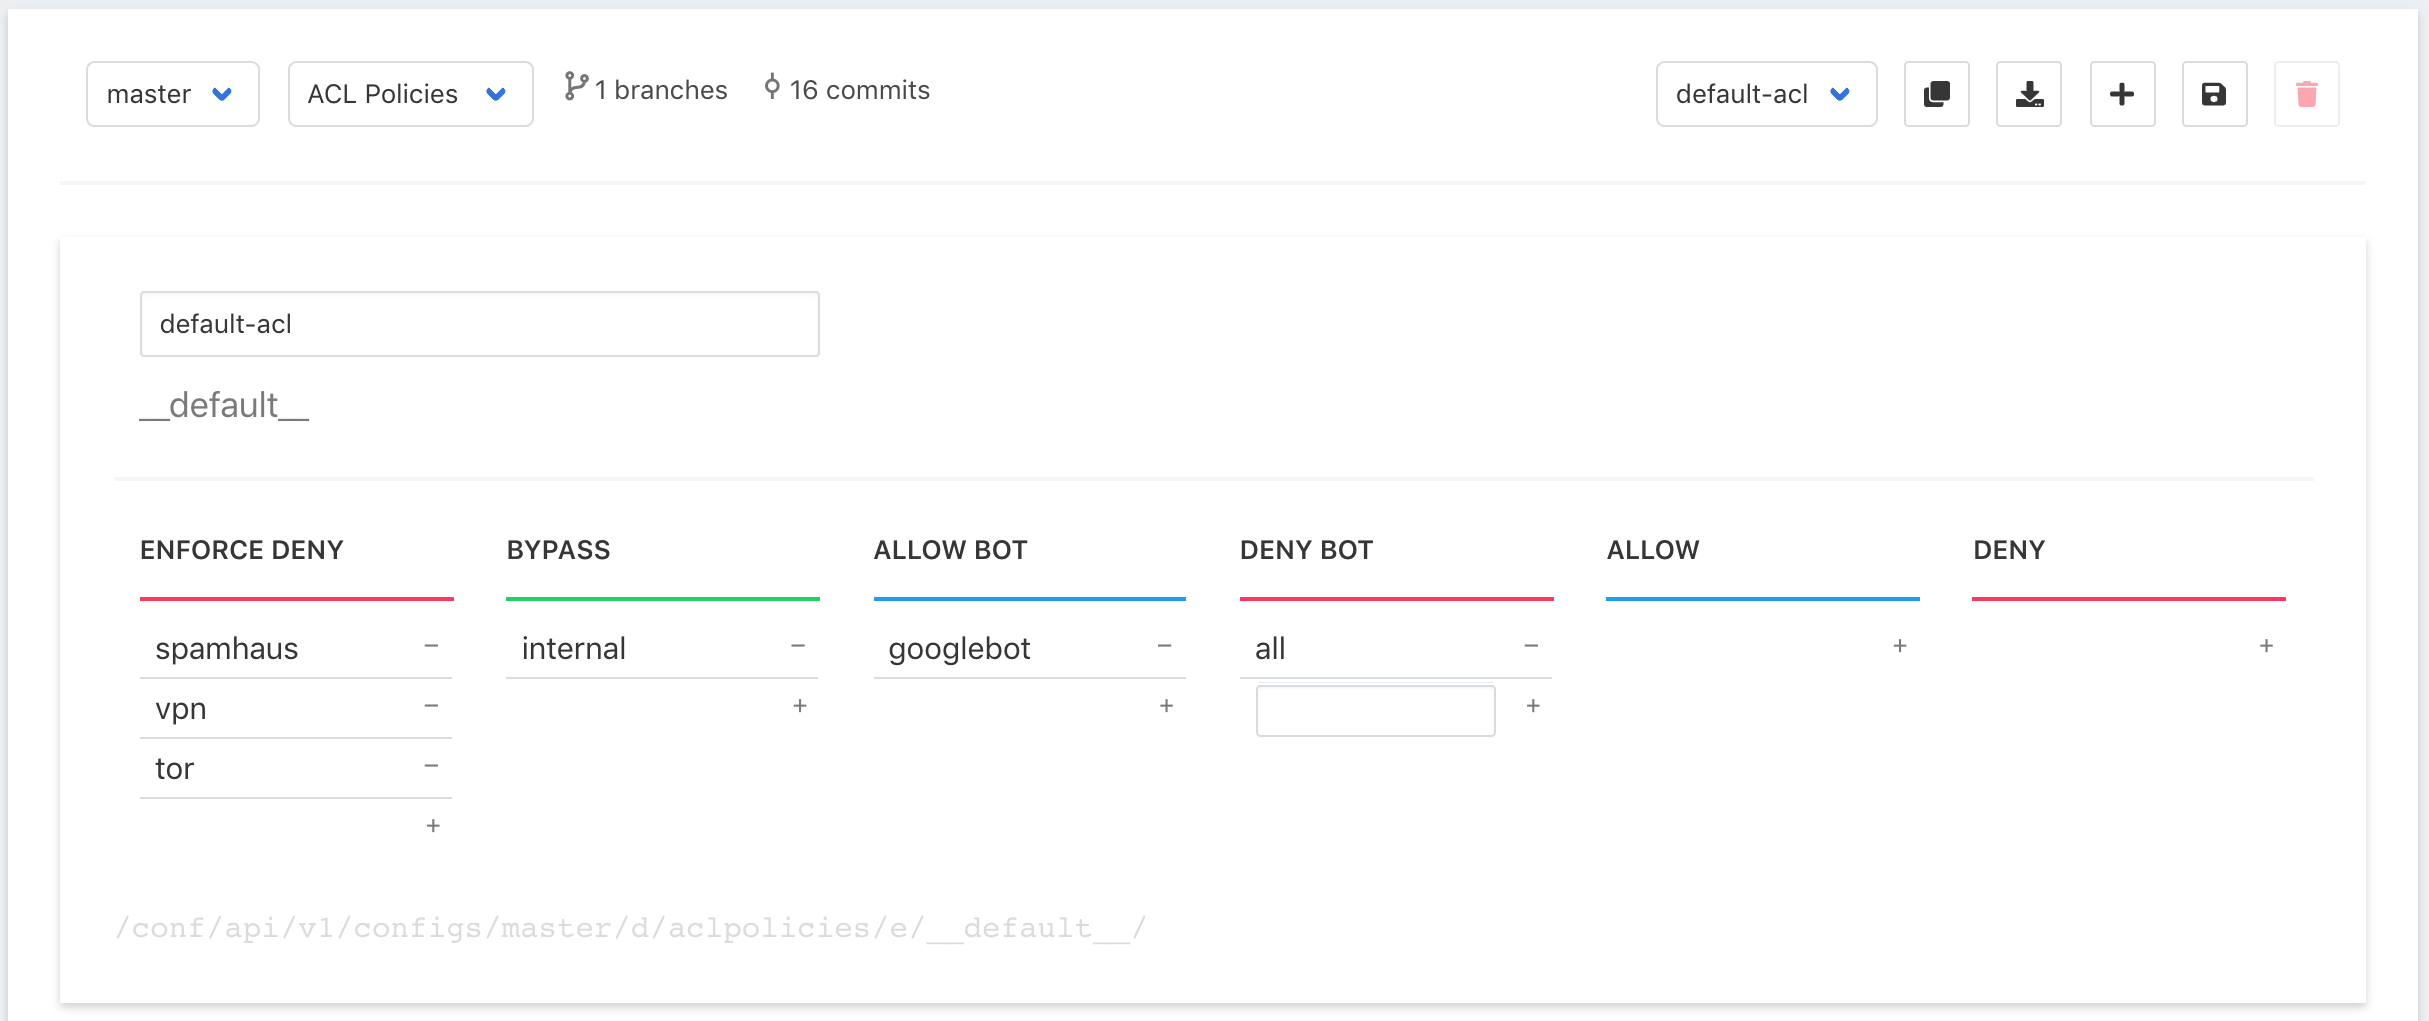 master ACL Policies 1 branches 16 commits default-acl
default-acl
__default__
ENFORCE DENY BYPASS ALLOW BOT DENY BOT ALLOW DENY
spamhaus − internal − googlebot − all − + +
vpn − + + +
tor −
+
/conf/api/v1/configs/master/d/aclpolicies/e/__default__/